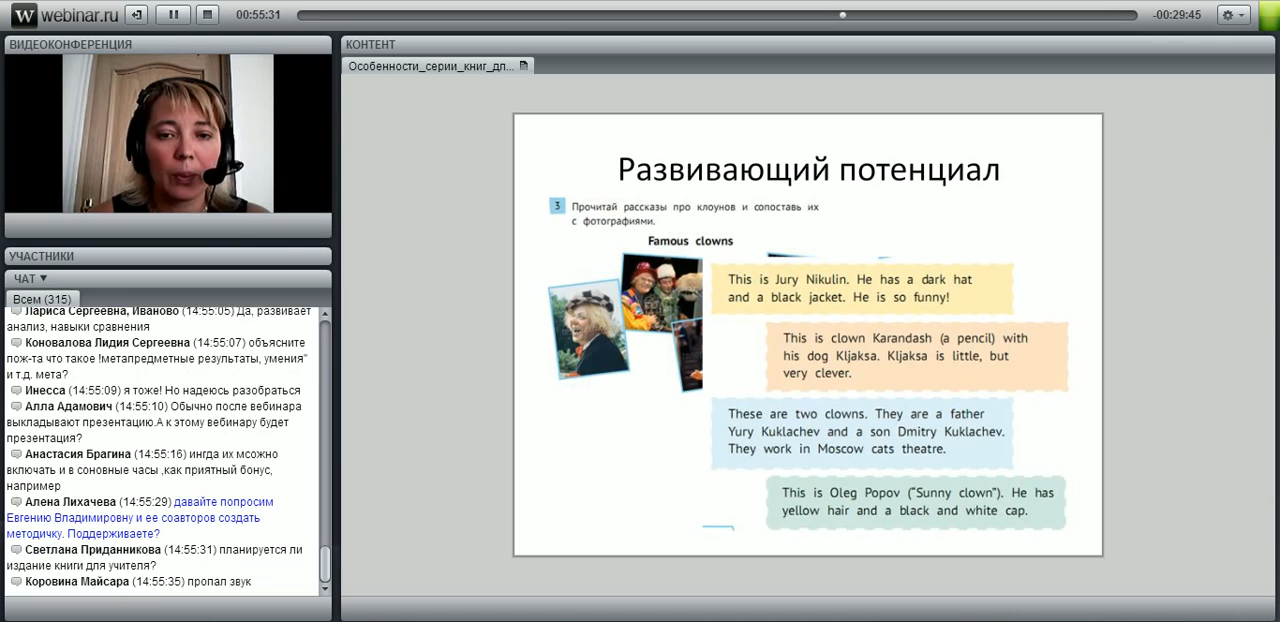 webinar.ru
00:55:31
-00:29:45
ВИДЕОКОНФЕРЕНЦИЯ
УЧАСТНИКИ
ЧАТ ▼
Всем (315)
Лариса Сергеевна, Иваново (14:55:05) Да, развивает
анализ, навыки сравнения
Коновалова Лидия Сергеевна (14:55:07) объясните
пож-та что такое !метапредметные результаты, умения"
и т.д. мета?
Инесса (14:55:09) я тоже! Но надеюсь разобраться
Алла Адамович (14:55:10) Обычно после вебинара
выкладывают презентацию.А к этому вебинару будет
презентация?
Анастасия Брагина (14:55:16) ингда их мсожно
включать и в соновные часы ,как приятный бонус,
например
Алена Лихачева (14:55:29) давайте попросим
Евгению Владимировну и ее соавторов создать
методичку. Поддерживаете?
Светлана Приданникова (14:55:31) планируется ли
издание книги для учителя?
Коровина Майсара (14:55:35) пропал звук
КОНТЕНТ
Особенности_серии_книг_дл...
Развивающий потенциал
3 Прочитай рассказы про клоунов и сопоставь их
с фотографиями.
Famous clowns
This is Jury Nikulin. He has a dark hat
and a black jacket. He is so funny!
This is clown Karandash (a pencil) with
his dog Kljaksa. Kljaksa is little, but
very clever.
These are two clowns. They are a father
Yury Kuklachev and a son Dmitry Kuklachev.
They work in Moscow cats theatre.
This is Oleg Popov (“Sunny clown”). He has
yellow hair and a black and white cap.